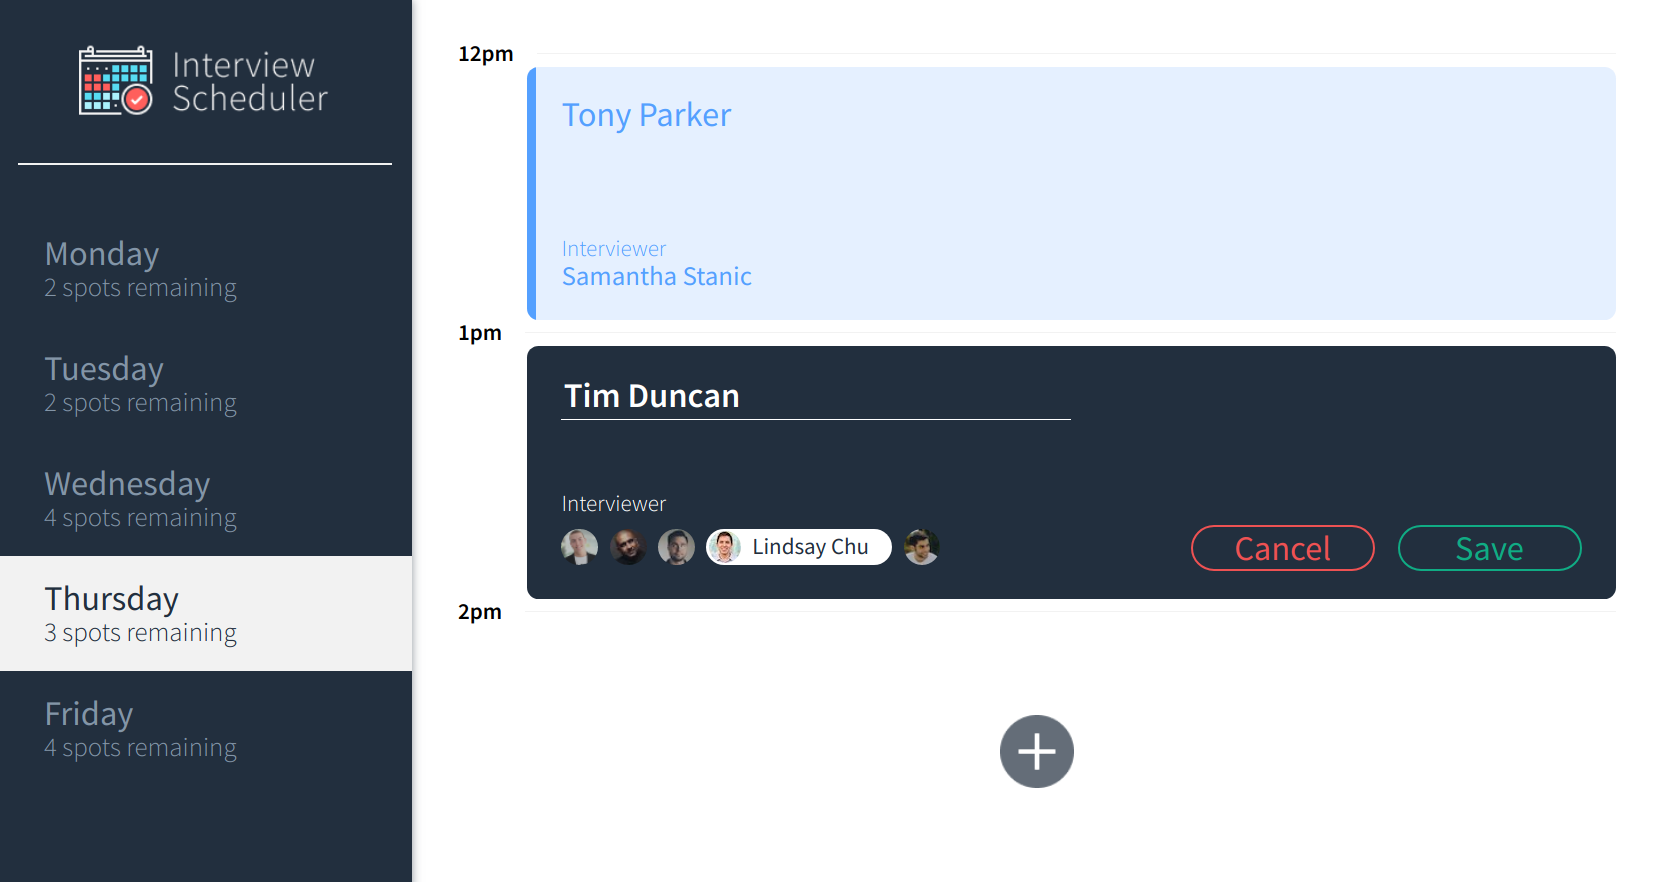 Interview
Scheduler
Monday
2 spots remaining
Tuesday
2 spots remaining
Wednesday
4 spots remaining
Thursday
3 spots remaining
Friday
4 spots remaining
12pm
Tony Parker
Interviewer
Samantha Stanic
1pm
Tim Duncan
Interviewer
Lindsay Chu
Cancel
Save
2pm